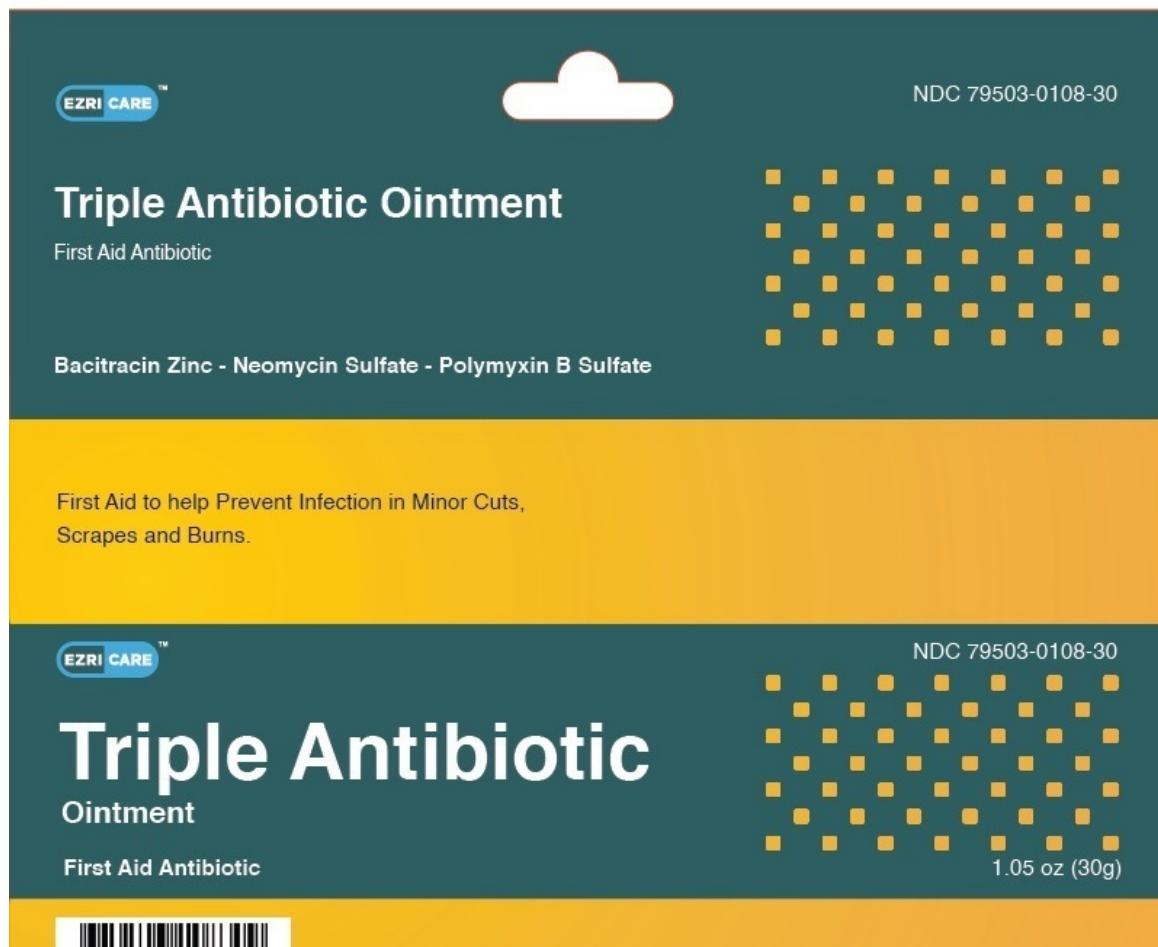 EZRI CARE™
NDC 79503-0108-30
Triple Antibiotic Ointment
First Aid Antibiotic
Bacitracin Zinc - Neomycin Sulfate - Polymyxin B Sulfate
First Aid to help Prevent Infection in Minor Cuts,
Scrapes and Burns.
EZRI CARE™
NDC 79503-0108-30
Triple Antibiotic
Ointment
First Aid Antibiotic
1.05 oz (30g)